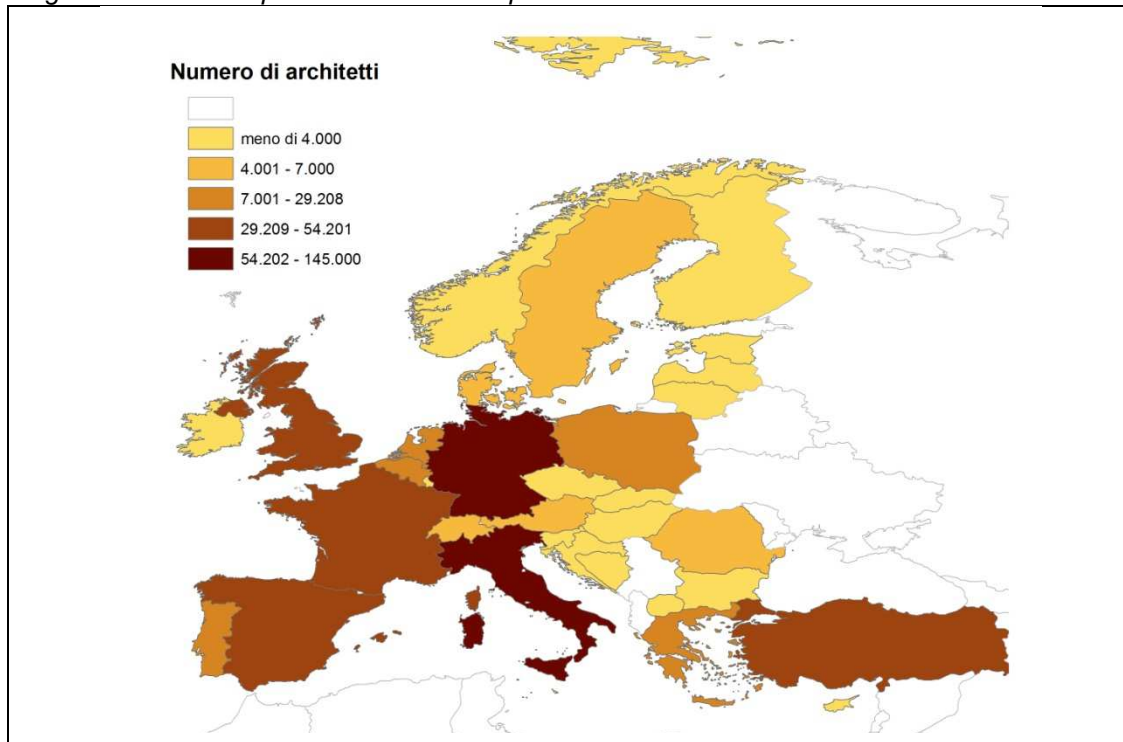 Numero di architetti
meno di 4.000
4.001 - 7.000
7.001 - 29.208
29.209 - 54.201
54.202 - 145.000